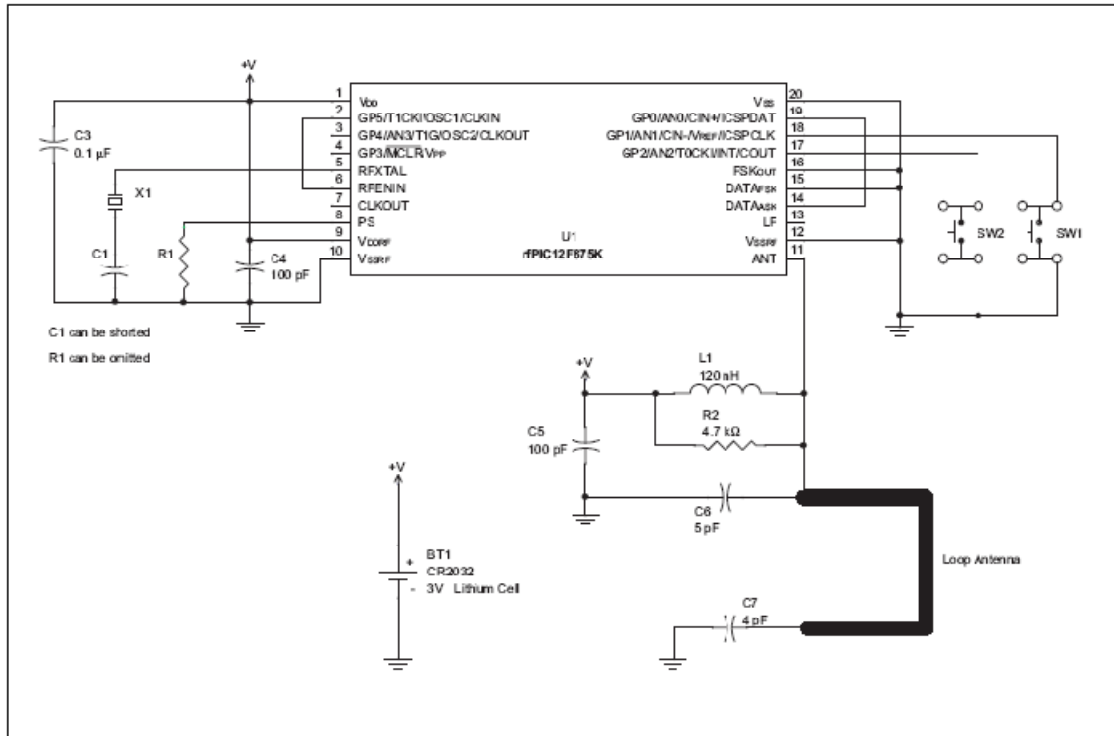 +V
C3
0.1 µF
X1
C1
R1
C4
100 pF
C1 can be shorted
R1 can be omitted
1 VDD
2 GP5/T1CKI/OSC1/CLKIN
3 GP4/AN3/T1G/OSC2/CLKOUT
4 GP3/MCLR/VPP
5 RFXTAL
6 RFENIN
7 CLKOUT
8 PS
9 VDDRF
10 VSSRF
U1
rfPIC12F675K
VSS 20
GP0/AN0/CIN+/ICSPDAT 19
GP1/AN1/CIN-/VREF/ICSPCLK 18
GP2/AN2/T0CKI/INT/COUT 17
FSKOUT 16
DATAFSK 15
DATAASK 14
LF 13
VSSRF 12
ANT 11
SW2
SW1
+V
L1
120 nH
R2
4.7 kΩ
C5
100 pF
C6
5 pF
Loop Antenna
C7
4 pF
+V
+
-
BT1
CR2032
3V Lithium Cell